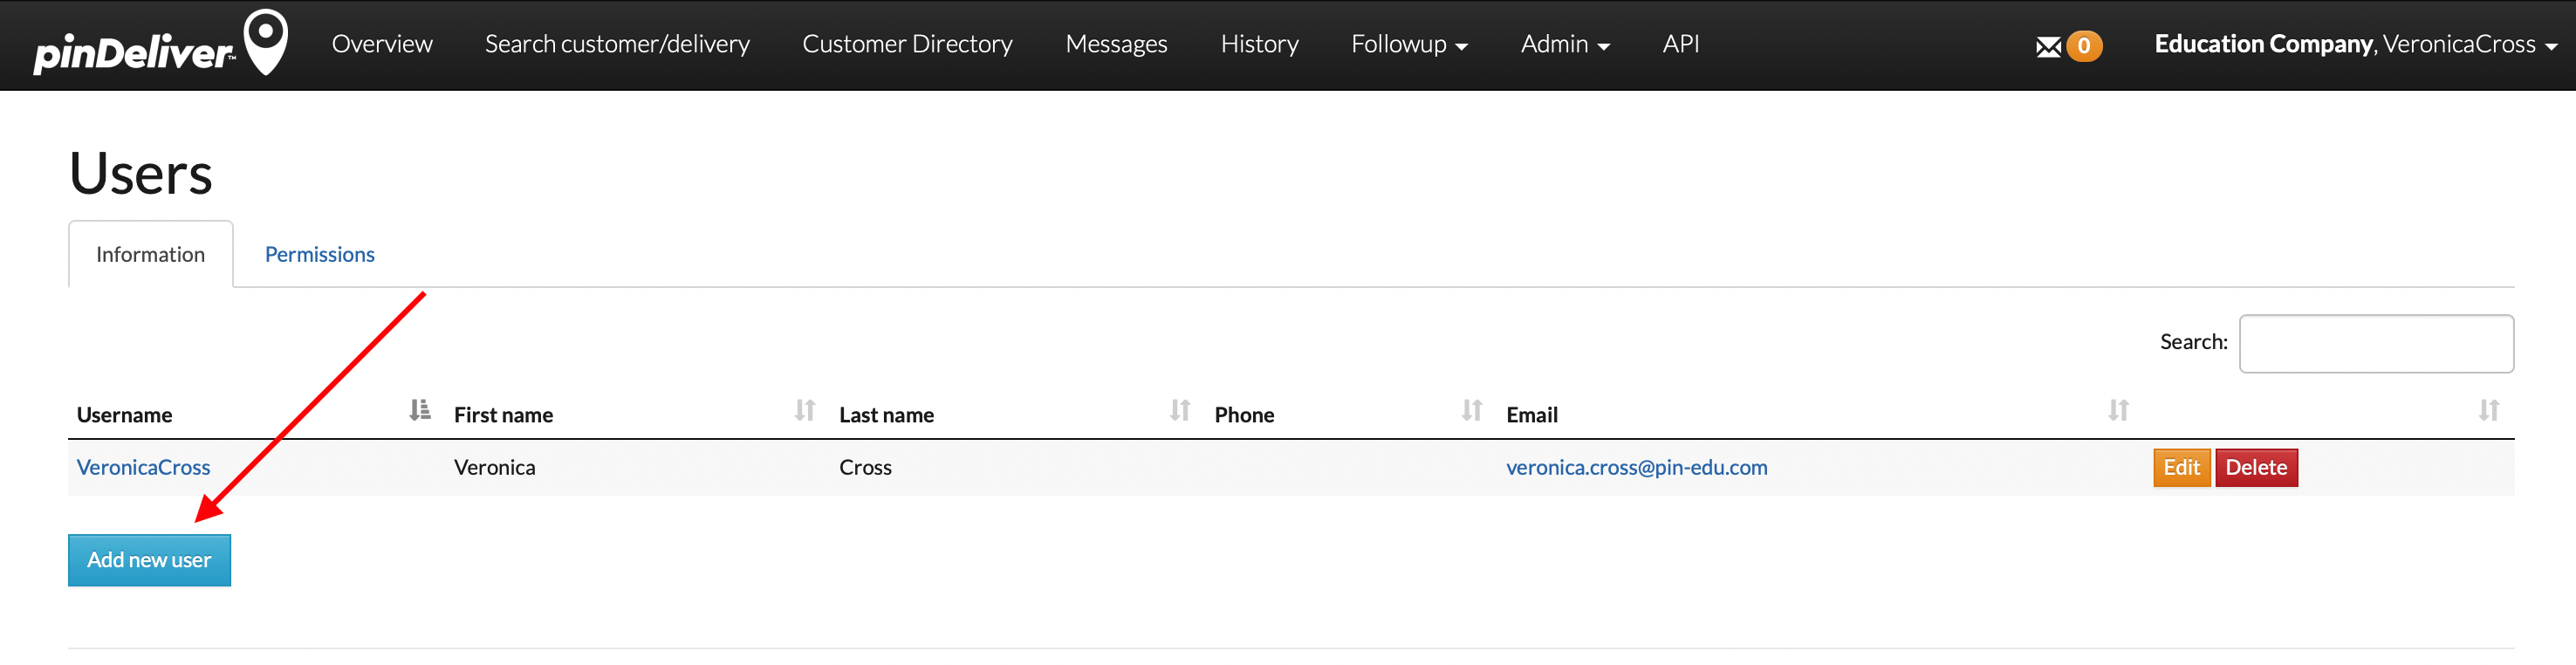 pinDeliver™ Overview Search customer/delivery Customer Directory Messages History Followup Admin API 0 Education Company, VeronicaCross
Users
Information Permissions
Search:
Username First name Last name Phone Email
VeronicaCross Veronica Cross veronica.cross@pin-edu.com Edit Delete
Add new user